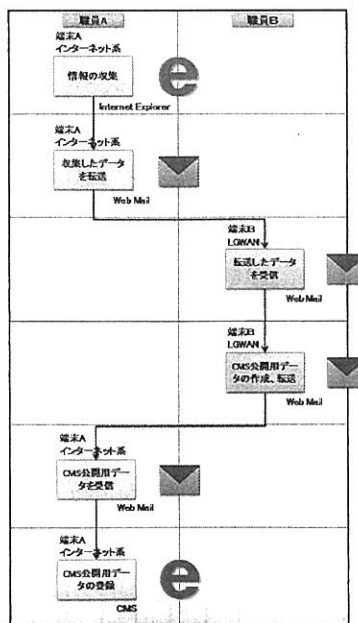 職員A
職員B
端末A
インターネット系
情報の収集
Internet Explorer
端末A
インターネット系
収集したデータ
を転送
Web Mail
端末B
LGWAN
転送したデータ
を受信
Web Mail
端末B
LGWAN
CMS公開用デー
タの作成、転送
Web Mail
端末A
インターネット系
CMS公開用デー
タを受信
Web Mail
端末A
インターネット系
CMS公開用デー
タの登録
CMS